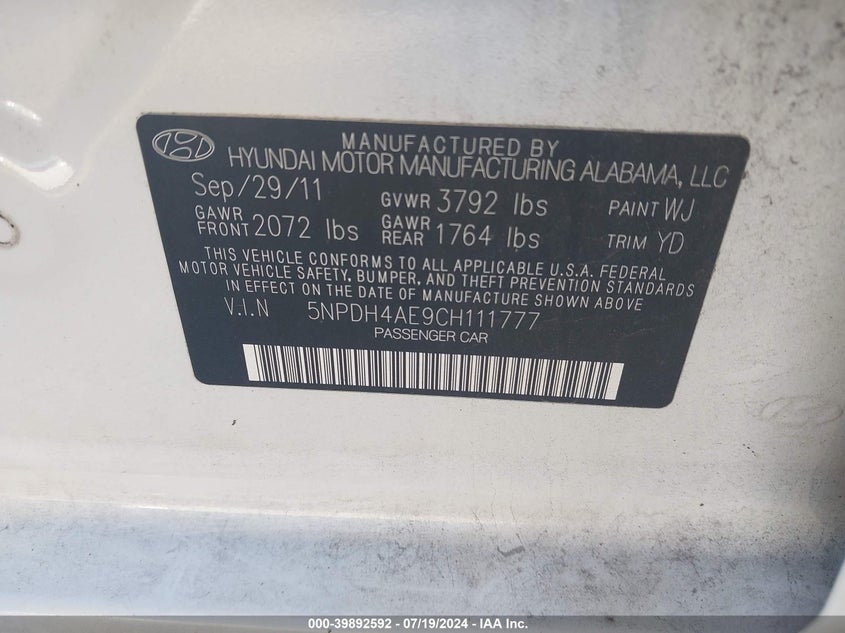 MANUFACTURED BY
HYUNDAI MOTOR MANUFACTURING ALABAMA, LLC
Sep/29/11 GVWR 3792 lbs PAINT WJ
GAWR FRONT 2072 lbs GAWR REAR 1764 lbs TRIM YD
THIS VEHICLE CONFORMS TO ALL APPLICABLE U.S.A. FEDERAL
MOTOR VEHICLE SAFETY, BUMPER, AND THEFT PREVENTION STANDARDS
IN EFFECT ON THE DATE OF MANUFACTURE SHOWN ABOVE
V.I.N 5NPDH4AE9CH111777
PASSENGER CAR
000-39892592 - 07/19/2024 - IAA Inc.